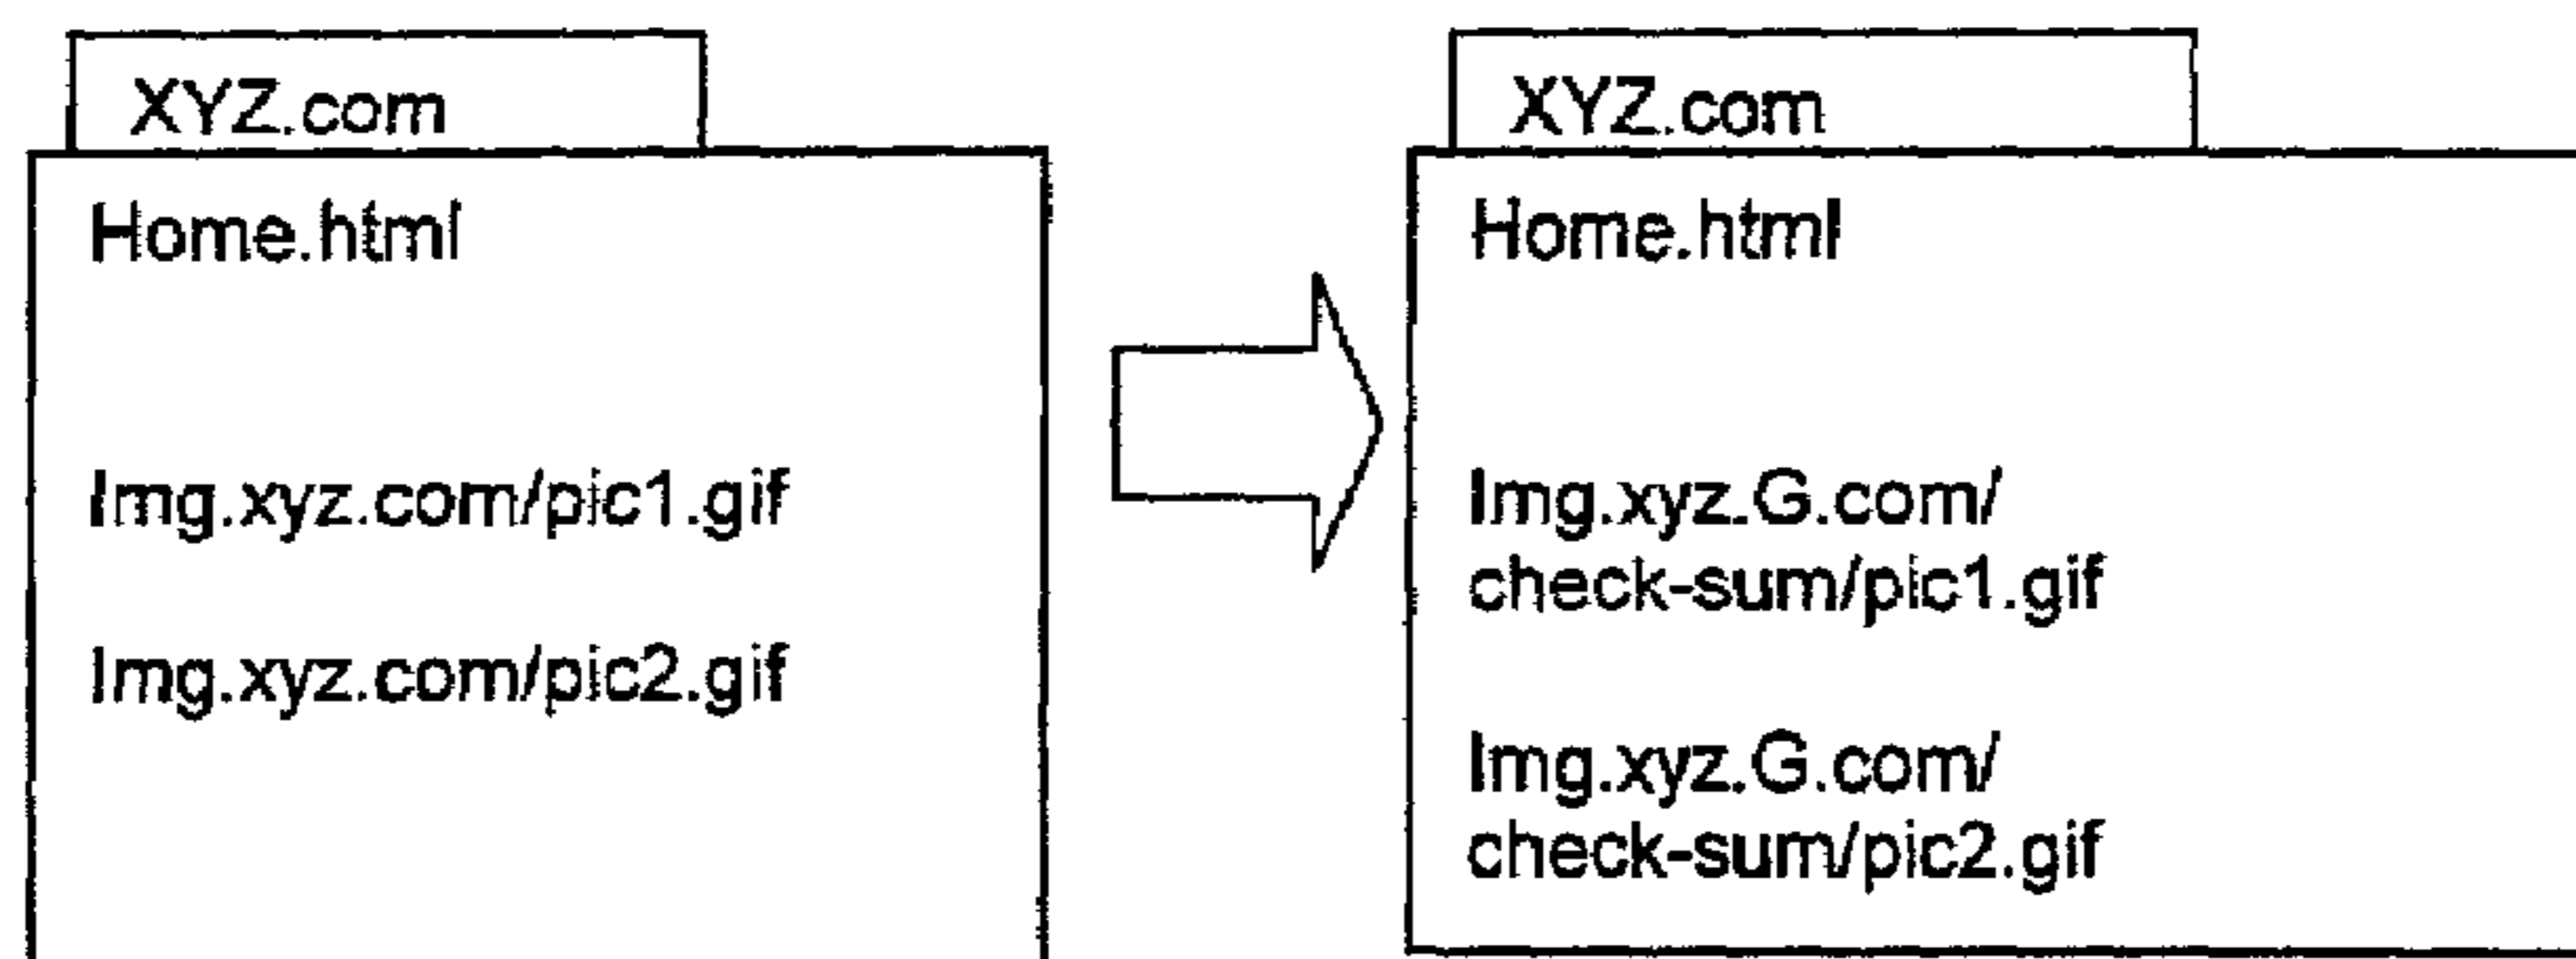 XYZ.com
Home.html
Img.xyz.com/pic1.gif
Img.xyz.com/pic2.gif
XYZ.com
Home.html
Img.xyz.G.com/
check-sum/pic1.gif
Img.xyz.G.com/
check-sum/pic2.gif